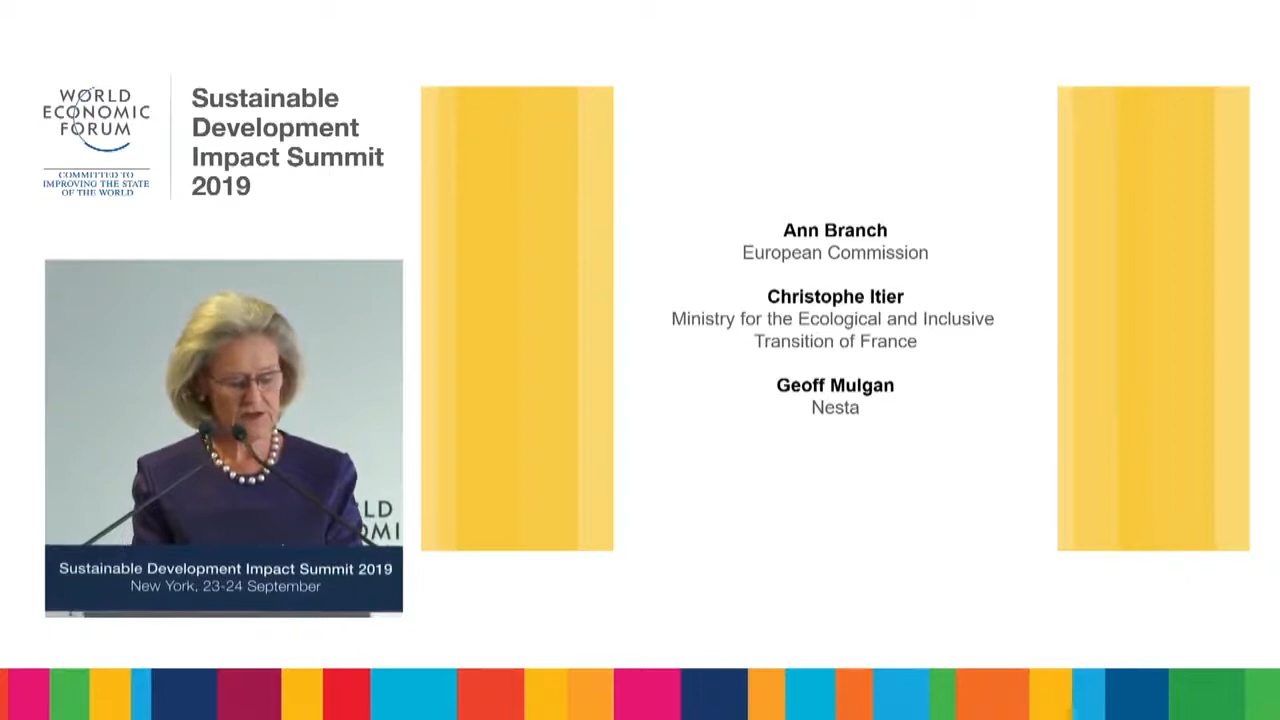 WORLD
ECONOMIC
FORUM
COMMITTED TO
IMPROVING THE STATE
OF THE WORLD
Sustainable
Development
Impact Summit
2019
Ann Branch
European Commission
Christophe Itier
Ministry for the Ecological and Inclusive
Transition of France
Geoff Mulgan
Nesta
LD
OMI
Sustainable Development Impact Summit 2019
New York, 23-24 September